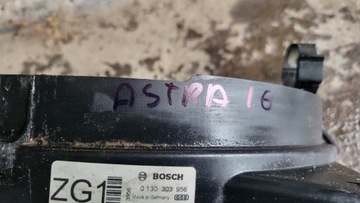 ASTRA 16
BOSCH
ZG1
0 130 303 956
Made in Germany